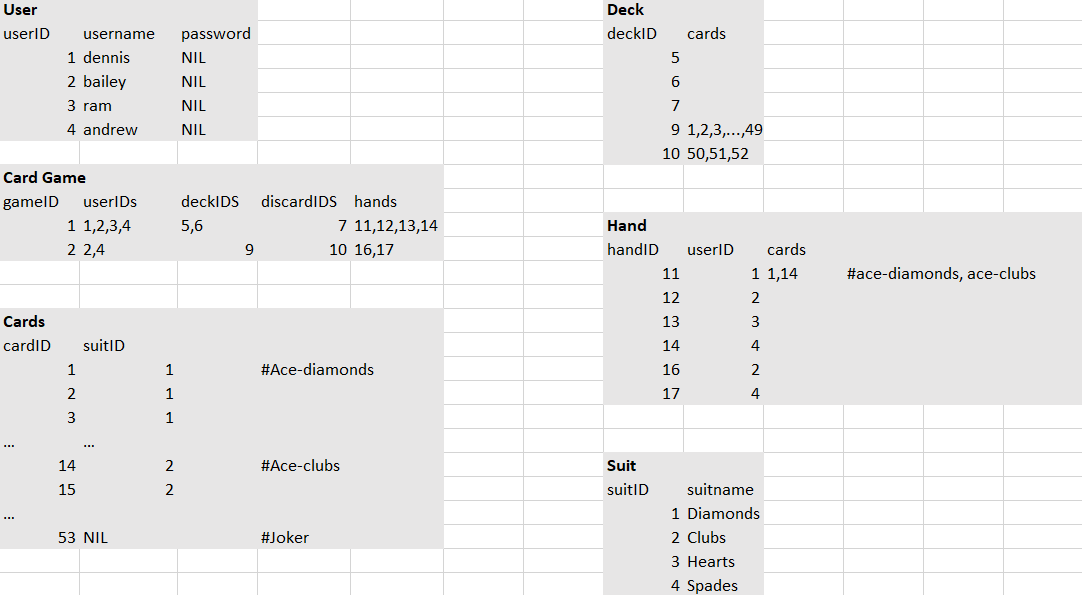 User
userID username password
1 dennis NIL
2 bailey NIL
3 ram NIL
4 andrew NIL
Card Game
gameID userIDs deckIDS discardIDS hands
1 1,2,3,4 5,6 7 11,12,13,14
2 2,4 9 10 16,17
Cards
cardID suitID
1 1 #Ace-diamonds
2 1
3 1
... ...
14 2 #Ace-clubs
15 2
...
53 NIL #Joker
Deck
deckID cards
5
6
7
9 1,2,3,...,49
10 50,51,52
Hand
handID userID cards
11 1 1,14 #ace-diamonds, ace-clubs
12 2
13 3
14 4
16 2
17 4
Suit
suitID suitname
1 Diamonds
2 Clubs
3 Hearts
4 Spades